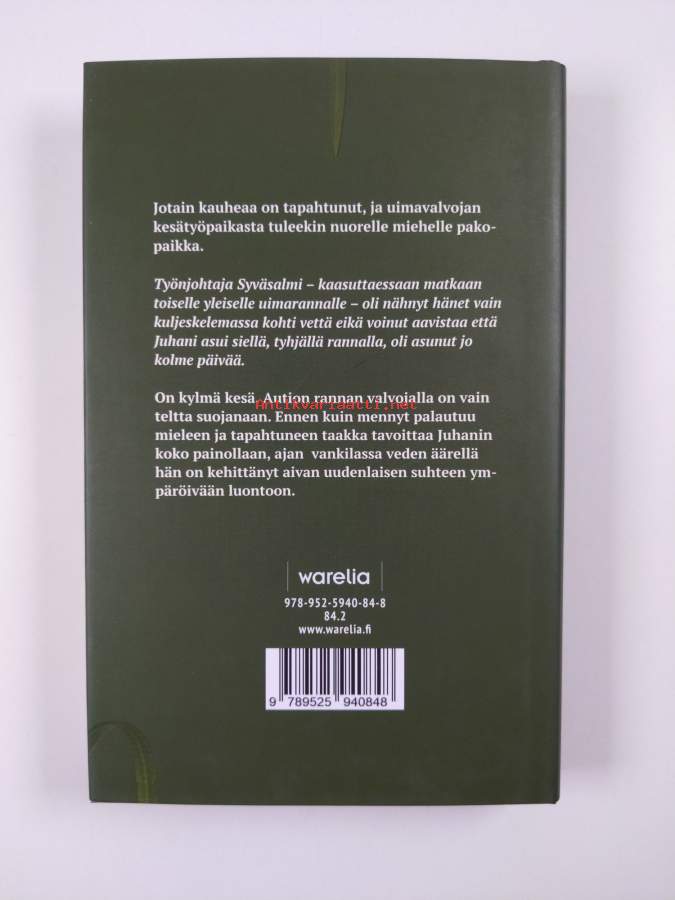 Jotain kauheaa on tapahtunut, ja uimavalvojan
kesätyöpaikasta tuleekin nuorelle miehelle pako-
paikka.
Työnjohtaja Syväsalmi – kaasuttaessaan matkaan
toiselle yleiselle uimarannalle – oli nähnyt hänet vain
kuljeskelemassa kohti vettä eikä voinut aavistaa että
Juhani asui siellä, tyhjällä rannalla, oli asunut jo
kolme päivää.
On kylmä kesä. Aution rannan valvojalla on vain
Antikvariaatti.net
teltta suojanaan. Ennen kuin mennyt palautuu
mieleen ja tapahtuneen taakka tavoittaa Juhanin
koko painollaan, ajan  vankilassa veden äärellä
hän on kehittänyt aivan uudenlaisen suhteen ym-
päröivään luontoon.
warelia
978-952-5940-84-8
84.2
www.warelia.fi
9 789525 940848